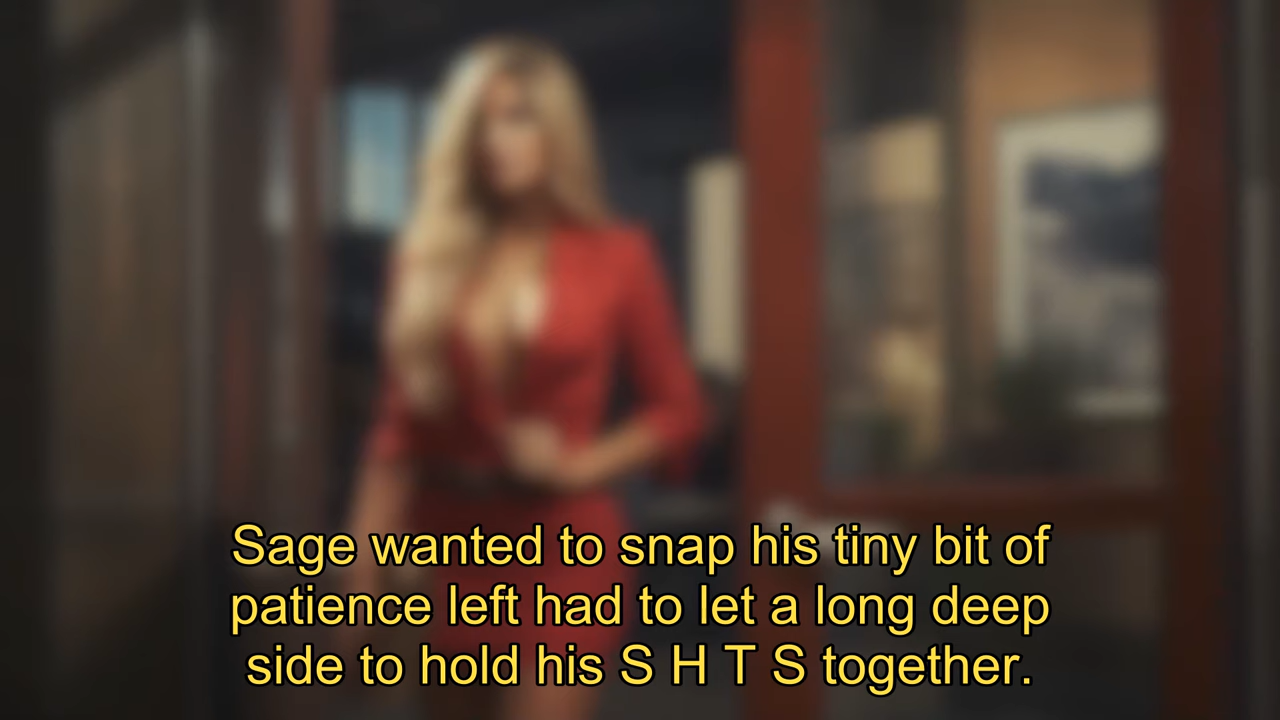 Sage wanted to snap his tiny bit of
patience left had to let a long deep
side to hold his S H T S together.